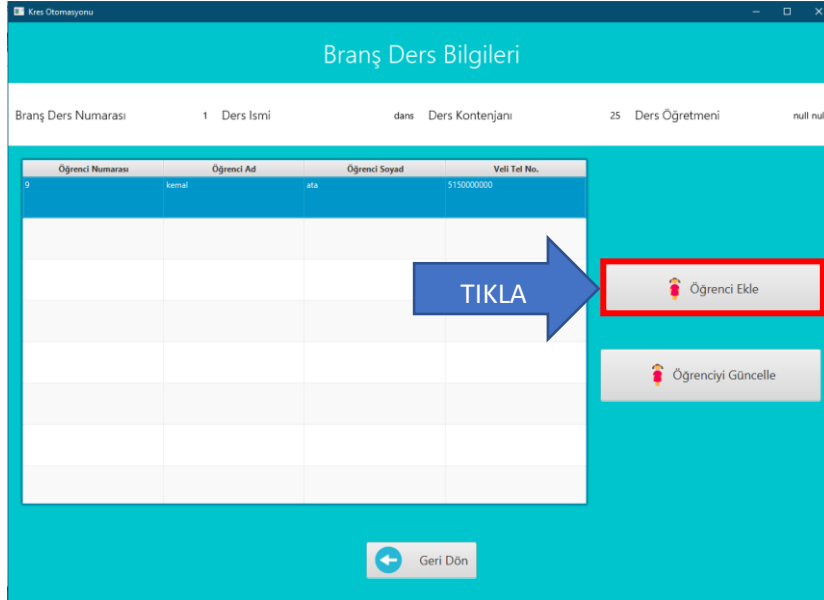 Kres Otomasyonu
Branş Ders Bilgileri
Branş Ders Numarası 1 Ders Ismi dans Ders Kontenjanı 25 Ders Öğretmeni null nul
Öğrenci Numarası Öğrenci Ad Öğrenci Soyad Veli Tel No.
9 kemal ata 5150000000
TIKLA
Öğrenci Ekle
Öğrenciyi Güncelle
Geri Dön